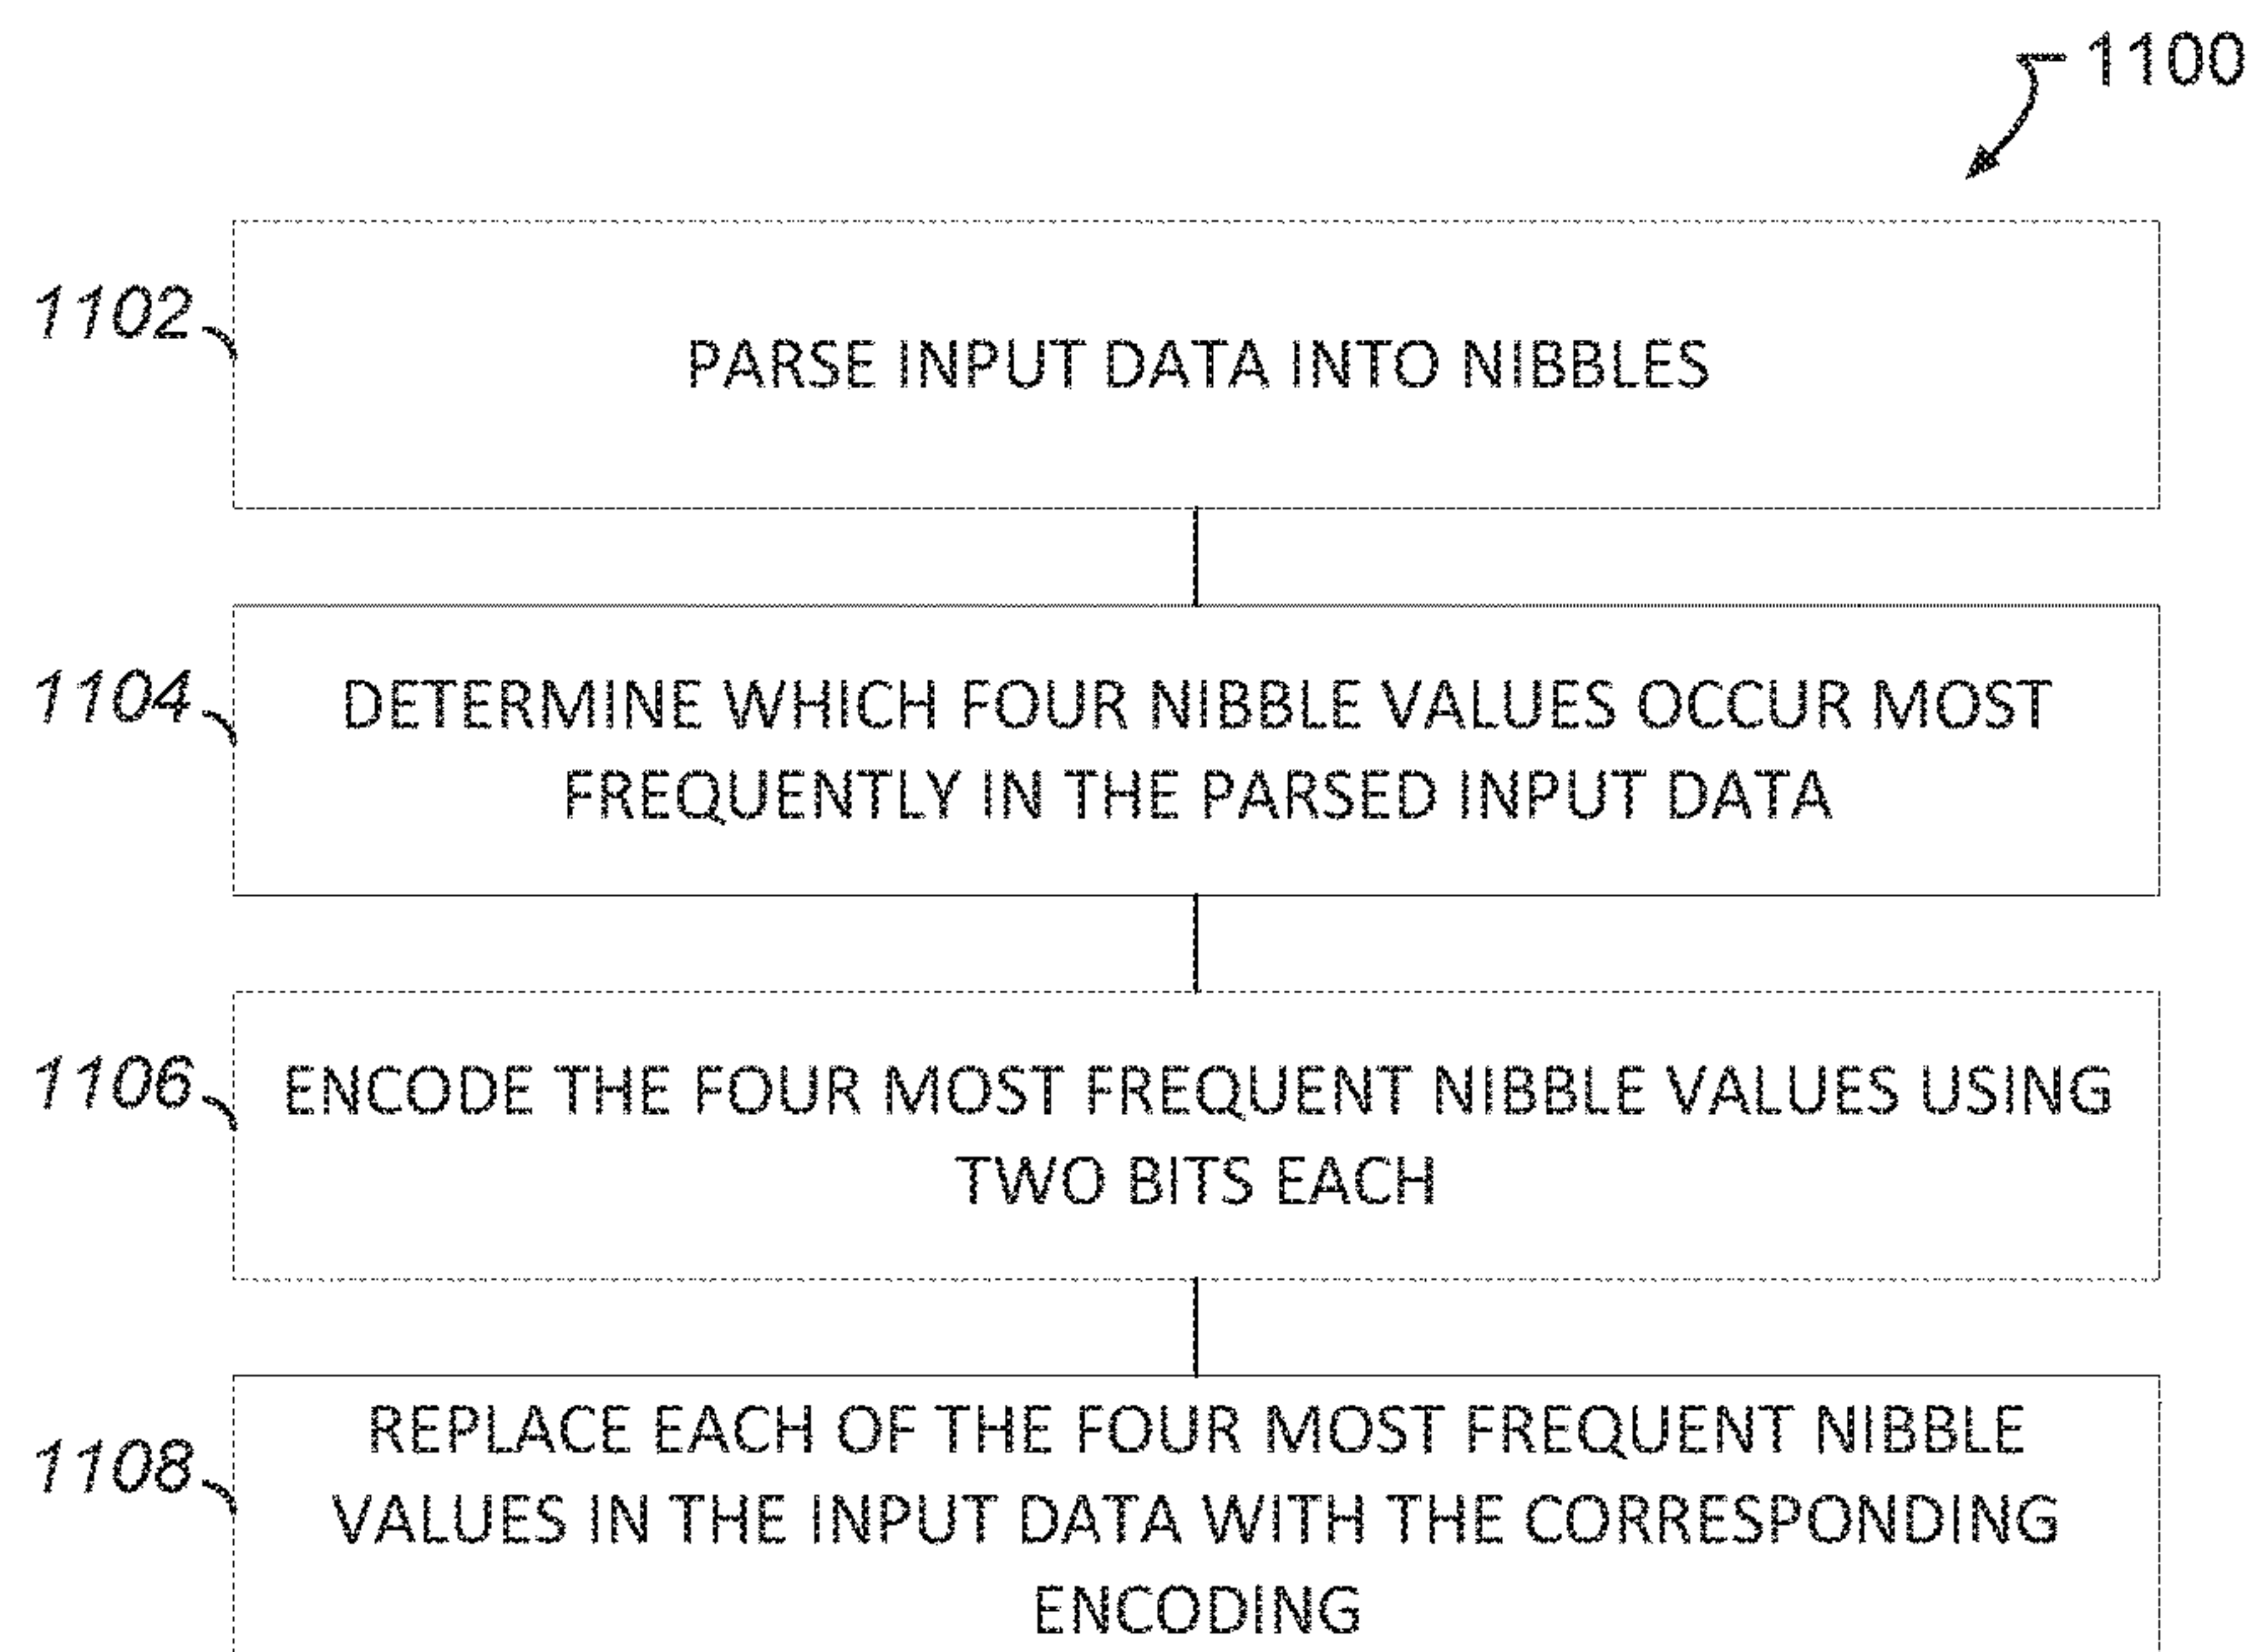 1100
1102
PARSE INPUT DATA INTO NIBBLES
1104
DETERMINE WHICH FOUR NIBBLE VALUES OCCUR MOST
FREQUENTLY IN THE PARSED INPUT DATA
1106
ENCODE THE FOUR MOST FREQUENT NIBBLE VALUES USING
TWO BITS EACH
1108
REPLACE EACH OF THE FOUR MOST FREQUENT NIBBLE
VALUES IN THE INPUT DATA WITH THE CORRESPONDING
ENCODING